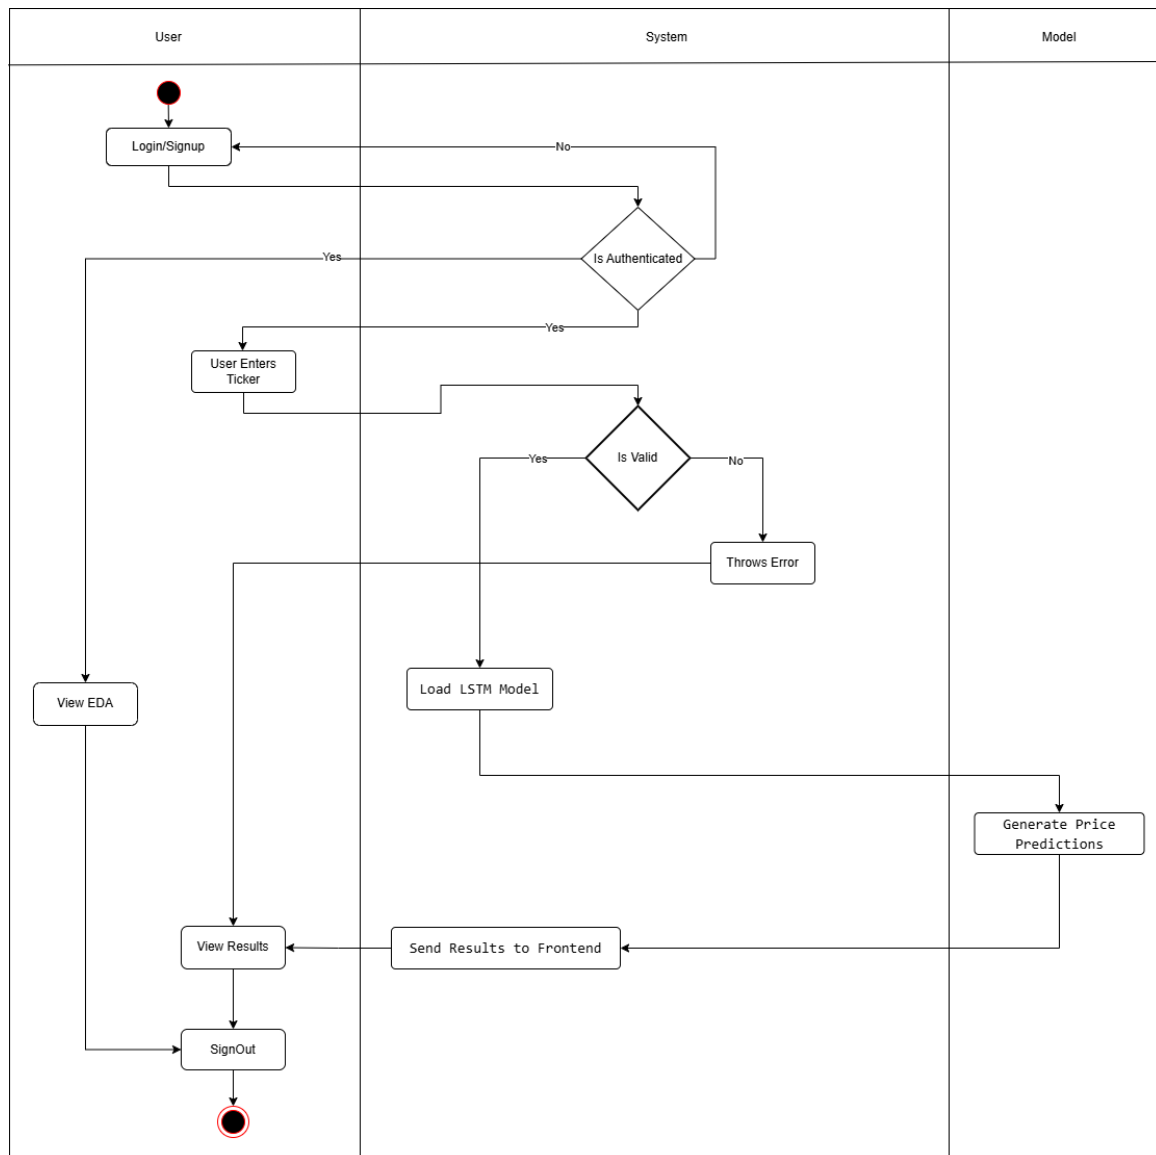 User
System
Model
Login/Signup
No
Is Authenticated
Yes
Yes
User Enters
Ticker
Is Valid
Yes
No
Throws Error
Load LSTM Model
View EDA
Generate Price
Predictions
View Results
Send Results to Frontend
SignOut